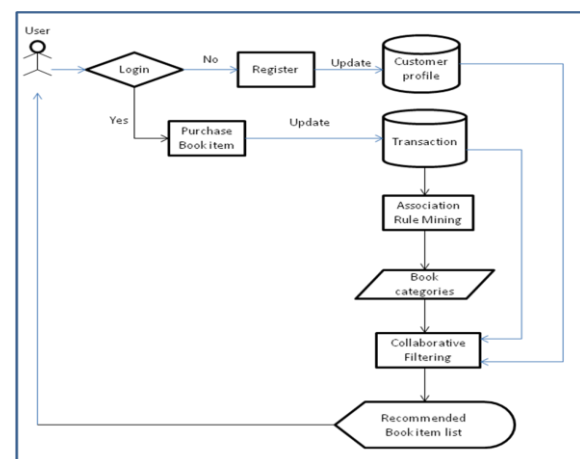 User
Login
No
Register
Update
Customer
profile
Yes
Purchase
Book item
Update
Transaction
Association
Rule Mining
Book
categories
Collaborative
Filtering
Recommended
Book item list